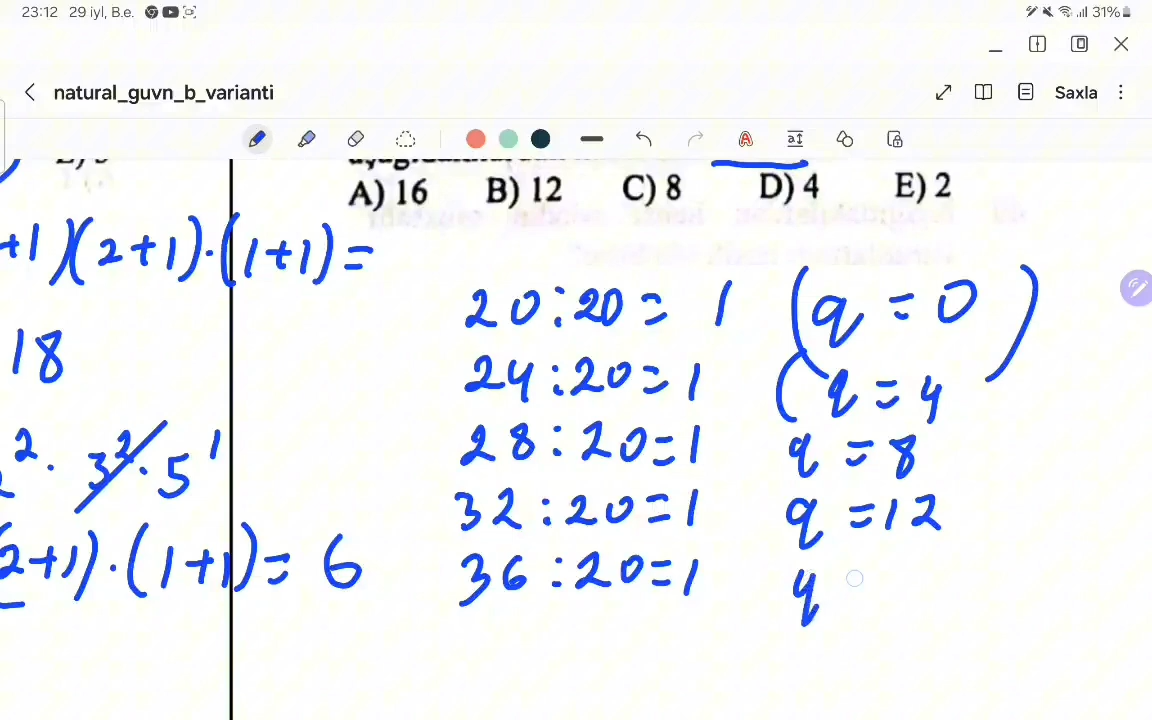 23:12 29 iyl, B.e. 31%
natural_guvn_b_varianti
Saxla
A) 16 B) 12 C) 8 D) 4 E) 2
+1)(2+1)·(1+1)=
20:20=1 (q=0)
18
24:20=1 (q=4
28:20=1 q=8
2· 3²·5¹
32:20=1 q=12
2+1)·(1+1)=6
36:20=1 q